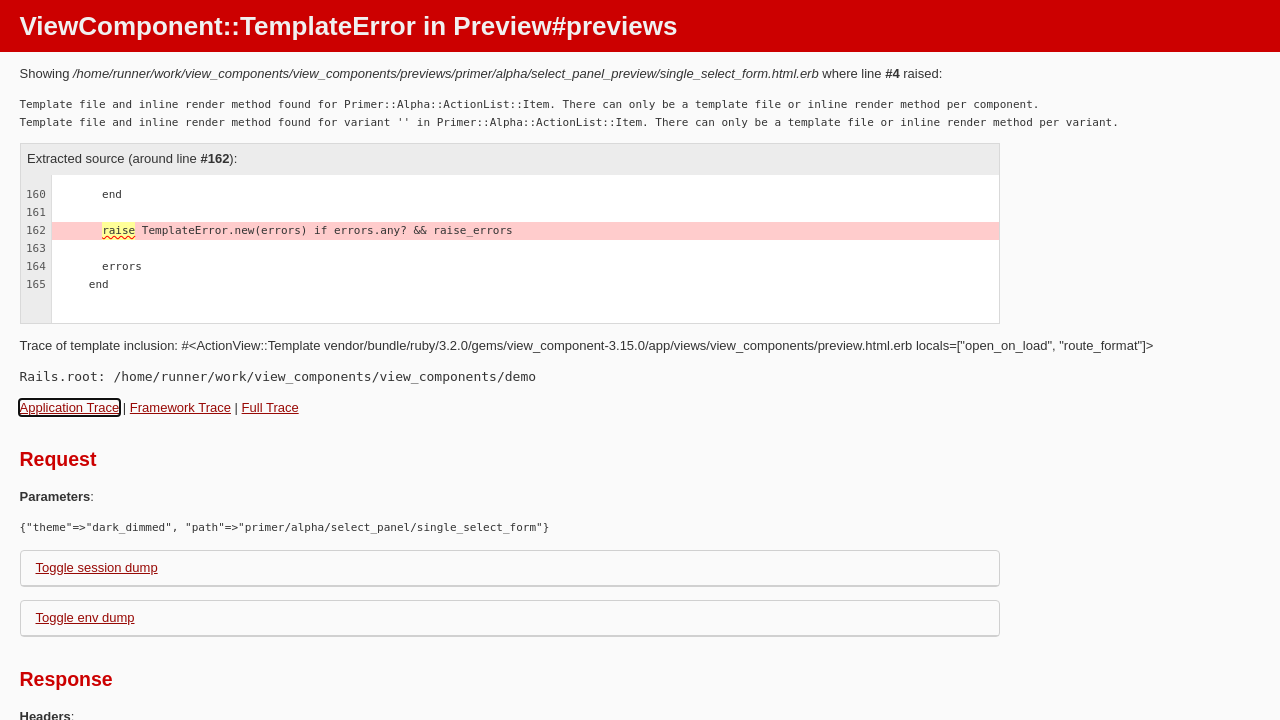 ViewComponent::TemplateError in Preview#previews
Showing /home/runner/work/view_components/view_components/previews/primer/alpha/select_panel_preview/single_select_form.html.erb where line #4 raised:
Template file and inline render method found for Primer::Alpha::ActionList::Item. There can only be a template file or inline render method per component.
Template file and inline render method found for variant '' in Primer::Alpha::ActionList::Item. There can only be a template file or inline render method per variant.
Extracted source (around line #162):
160 end
161
162 raise TemplateError.new(errors) if errors.any? && raise_errors
163
164 errors
165 end
Trace of template inclusion: #<ActionView::Template vendor/bundle/ruby/3.2.0/gems/view_component-3.15.0/app/views/view_components/preview.html.erb locals=["open_on_load", "route_format"]>
Rails.root: /home/runner/work/view_components/view_components/demo
Application Trace | Framework Trace | Full Trace
Request
Parameters:
{"theme"=>"dark_dimmed", "path"=>"primer/alpha/select_panel/single_select_form"}
Toggle session dump
Toggle env dump
Response
Headers: